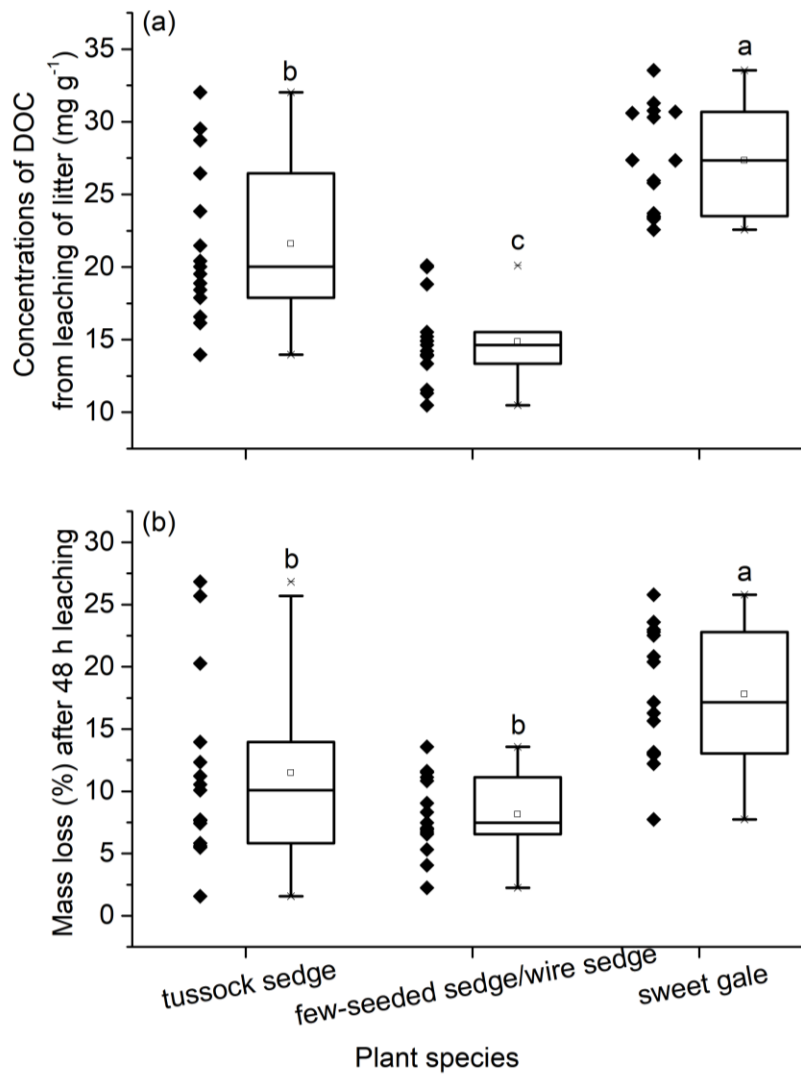 (a)
Concentrations of DOC
from leaching of litter (mg g⁻¹)
35
30
25
20
15
10
b
c
a
(b)
Mass loss (%) after 48 h leaching
30
25
20
15
10
5
0
b
b
a
tussock sedge
few-seeded sedge/wire sedge
sweet gale
Plant species